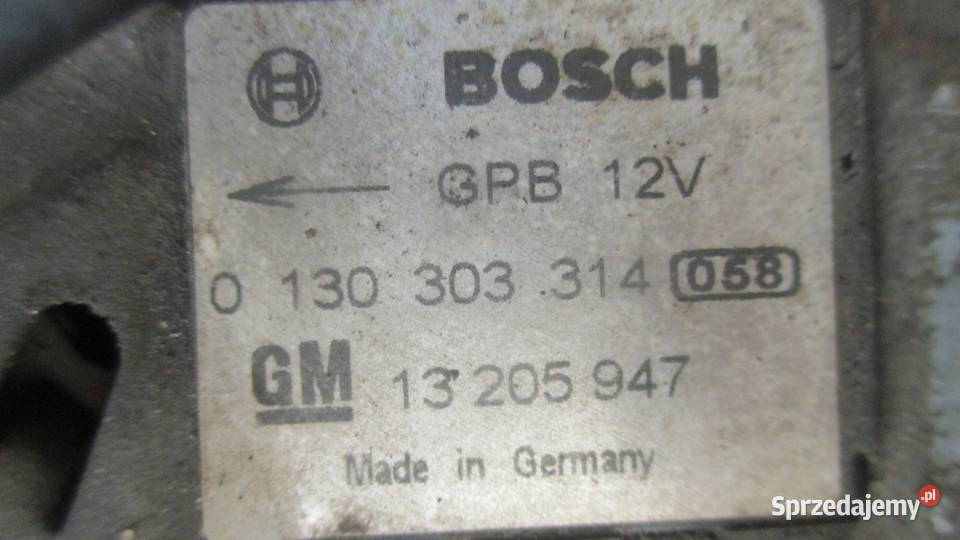 BOSCH
GPB 12V
0 130 303 314 058
GM 13 205 947
Made in Germany
Sprzedajemy.pl